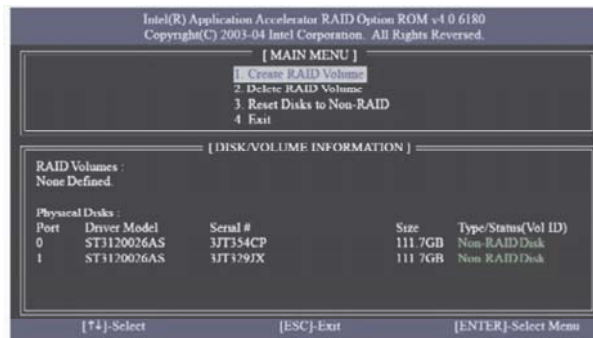 Intel(R) Application Accelerator RAID Option ROM v4 0 6180
Copyright(C) 2003-04 Intel Corporation. All Rights Reversed.
[ MAIN MENU ]
1. Create RAID Volume
2. Delete RAID Volume
3. Reset Disks to Non-RAID
4 Exit
[ DISK/VOLUME INFORMATION ]
RAID Volumes :
None Defined.
Physical Disks :
Port Driver Model Serial # Size Type/Status(Vol ID)
0 ST3120026AS 3JT354CP 111.7GB Non-RAID Disk
1 ST3120026AS 3JT329JX 111 7GB Non-RAID Disk
[↑↓]-Select [ESC]-Exit [ENTER]-Select Menu